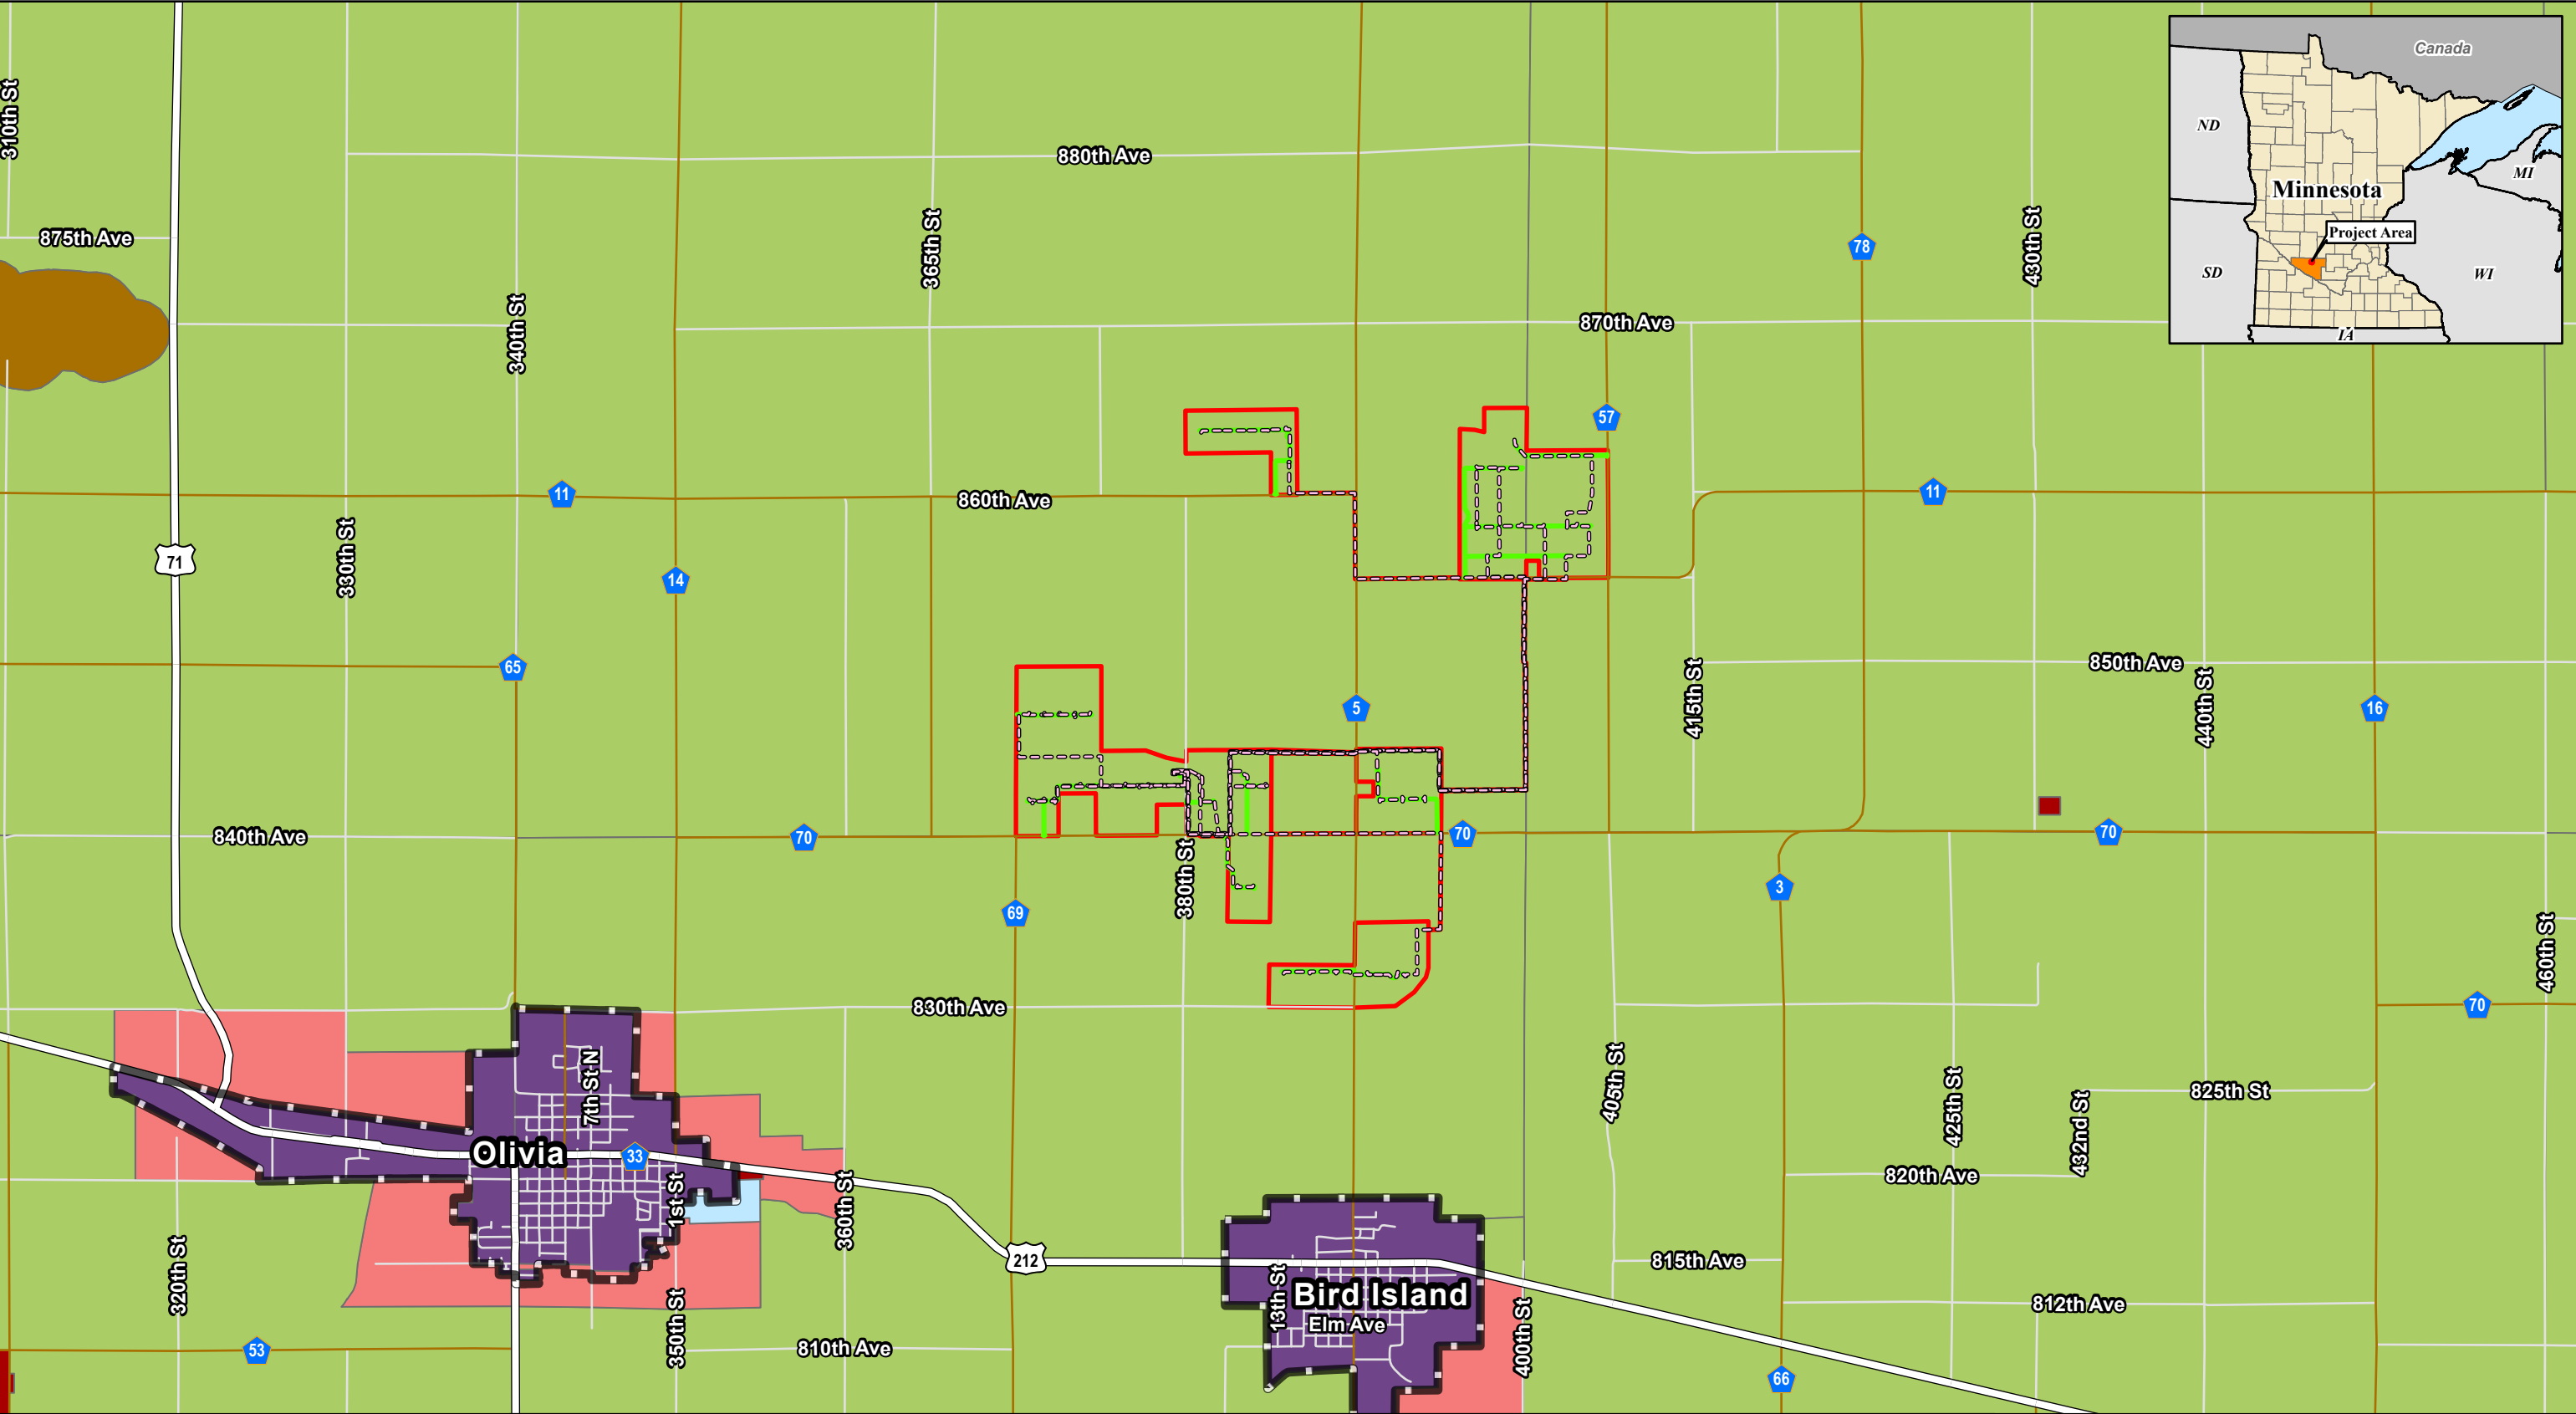 Canada
310th St
ND
MI
Minnesota
880th Ave
875th Ave
365th St
430th St
78
Project Area
SD
WI
IA
340th St
870th Ave
57
11
860th Ave
11
330th St
71
14
65
850th Ave
415th St
440th St
5
16
840th Ave
70
70
70
380th St
3
69
460th St
830th Ave
70
405th St
7th St N
425th St
825th St
432nd St
Olivia
33
820th Ave
1st St
360th St
320th St
212
815th Ave
13th St
Bird Island
812th Ave
Elm Ave
350th St
400th St
810th Ave
53
66